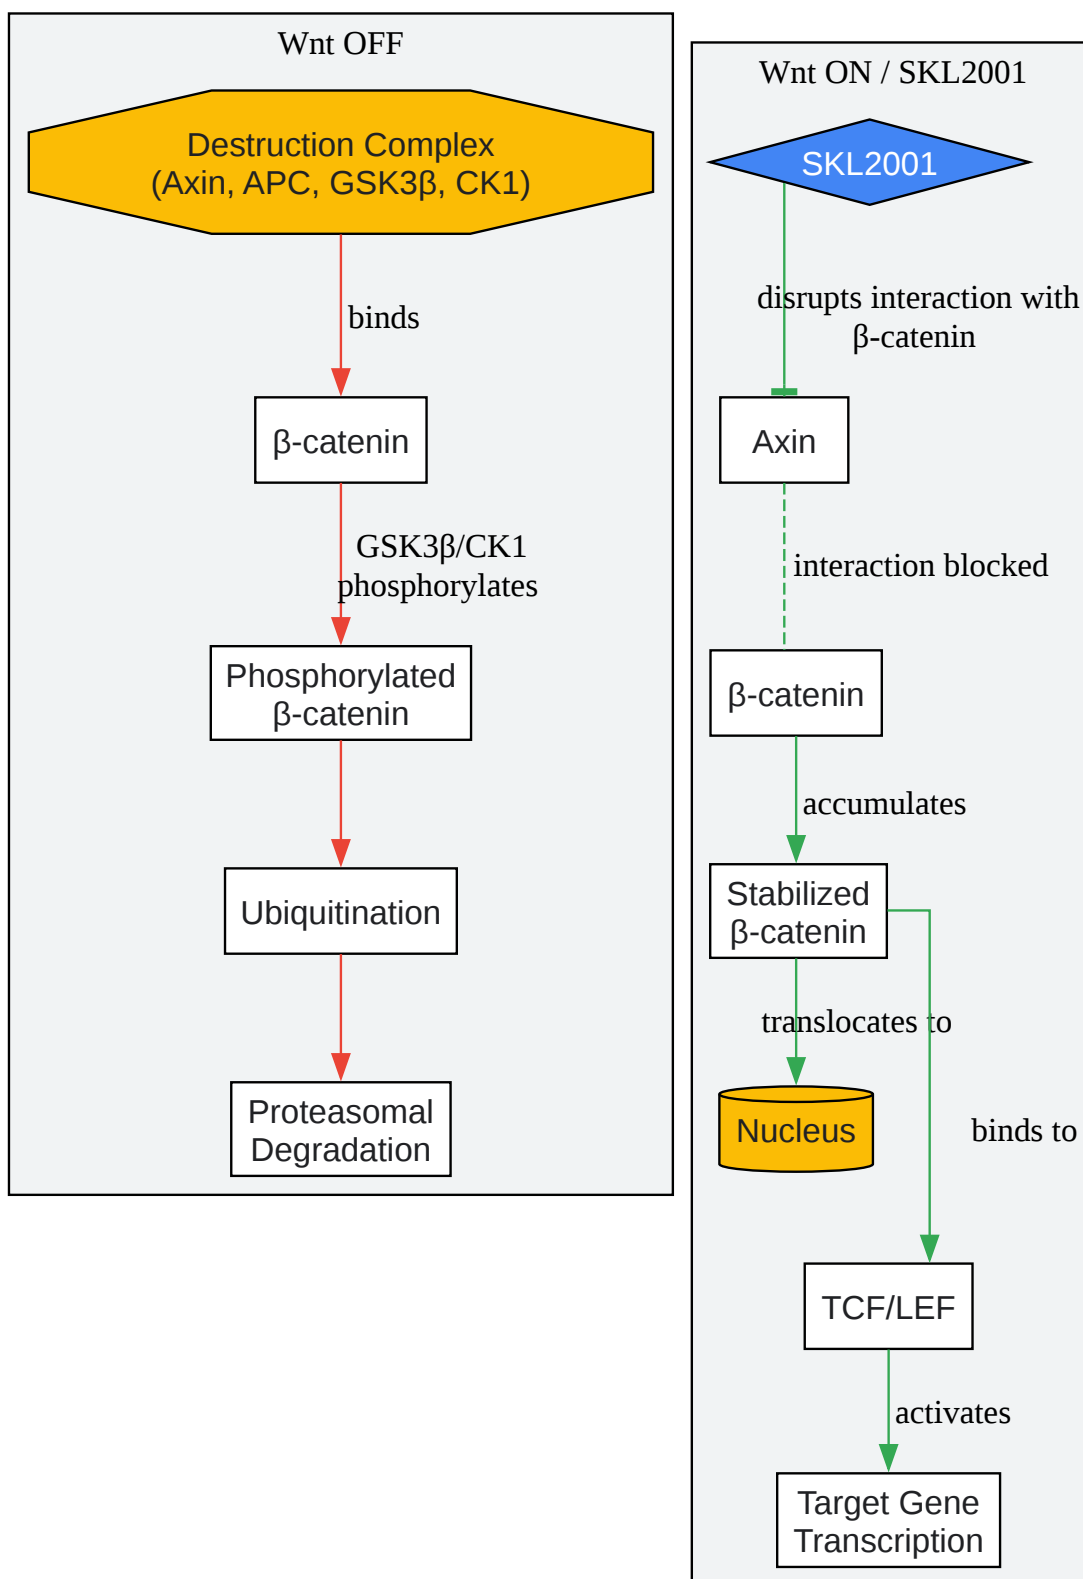 Wnt OFF
Destruction Complex
(Axin, APC, GSK3β, CK1)
binds
β-catenin
GSK3β/CK1
phosphorylates
Phosphorylated
β-catenin
Ubiquitination
Proteasomal
Degradation
Wnt ON / SKL2001
SKL2001
disrupts interaction with
β-catenin
Axin
interaction blocked
β-catenin
accumulates
Stabilized
β-catenin
translocates to
Nucleus
binds to
TCF/LEF
activates
Target Gene
Transcription